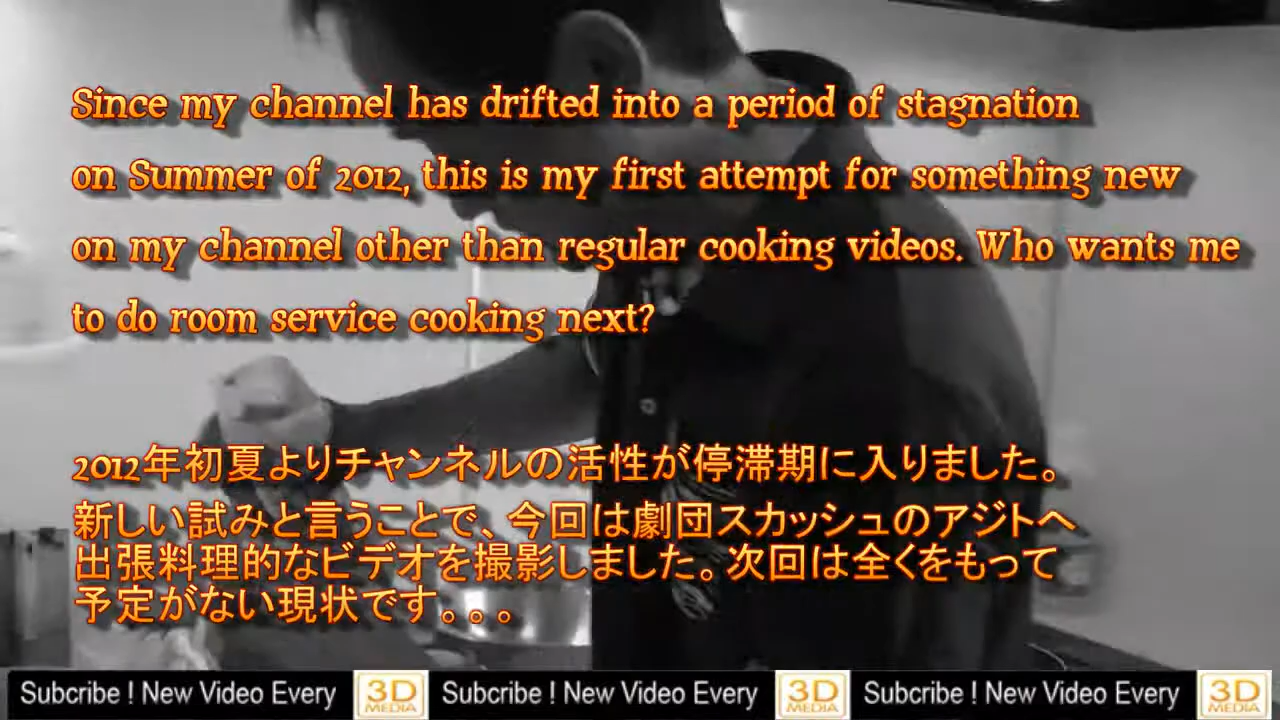 Since my channel has drifted into a period of stagnation
on Summer of 2012, this is my first attempt for something new
on my channel other than regular cooking videos. Who wants me
to do room service cooking next?
2012年初夏よりチャンネルの活性が停滞期に入りました。
新しい試みと言うことで、今回は劇団スカッシュのアジトへ
出張料理的なビデオを撮影しました。次回は全くをもって
予定がない現状です。。。
Subcribe ! New Video Every 3D MEDIA Subcribe ! New Video Every 3D MEDIA Subcribe ! New Video Every 3D MEDIA